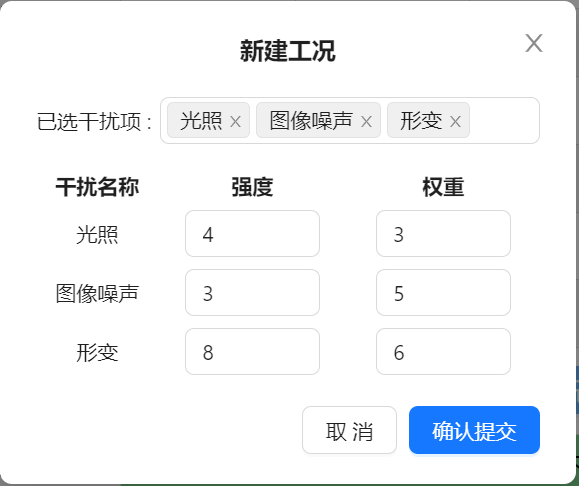 新建工况
已选干扰项 : 光照 图像噪声 形变
干扰名称 强度 权重
光照 4 3
图像噪声 3 5
形变 8 6
取 消 确认提交